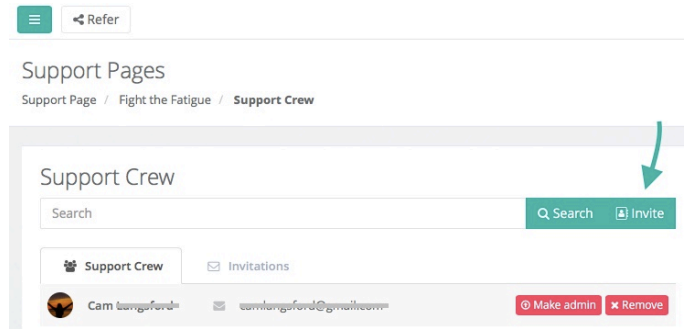 Refer
Support Pages
Support Page / Fight the Fatigue / Support Crew
Support Crew
Search Search Invite
Support Crew Invitations
Cam Make admin Remove